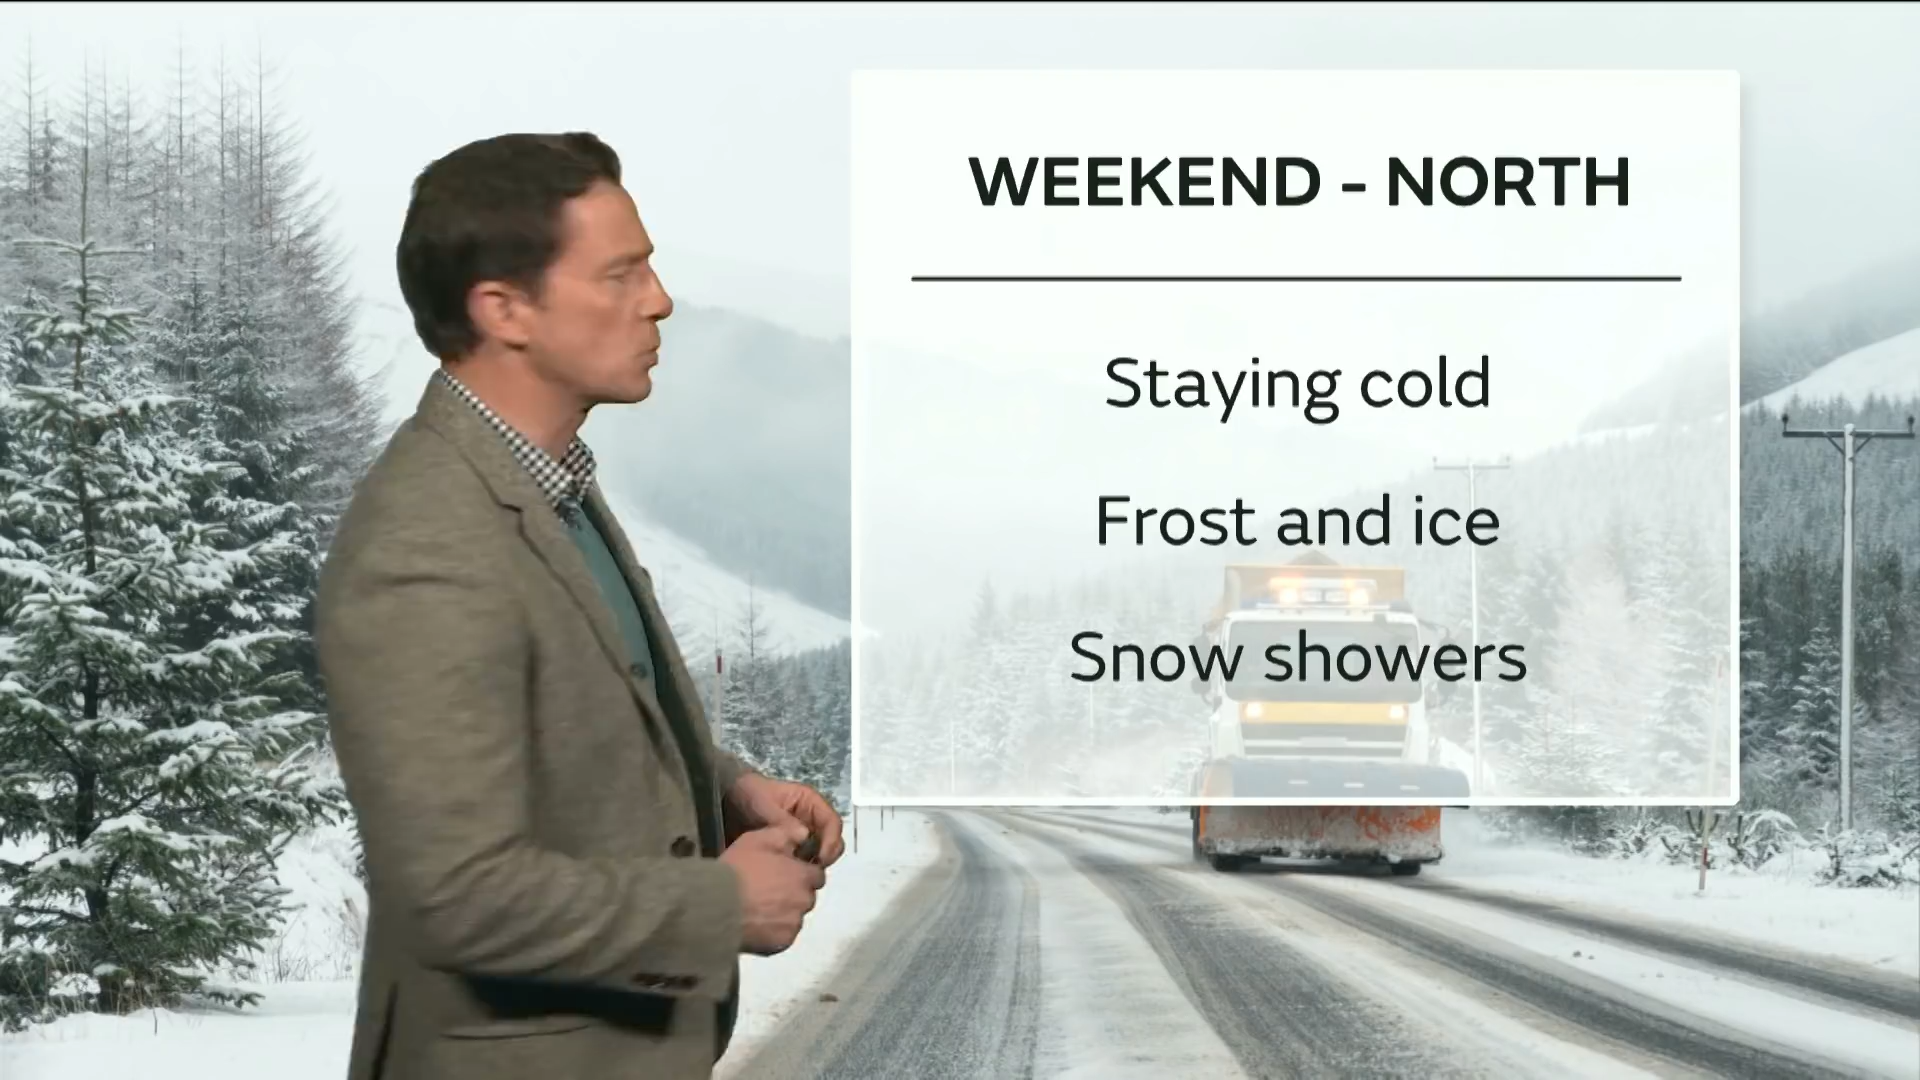 WEEKEND - NORTH
Staying cold
Frost and ice
Snow showers